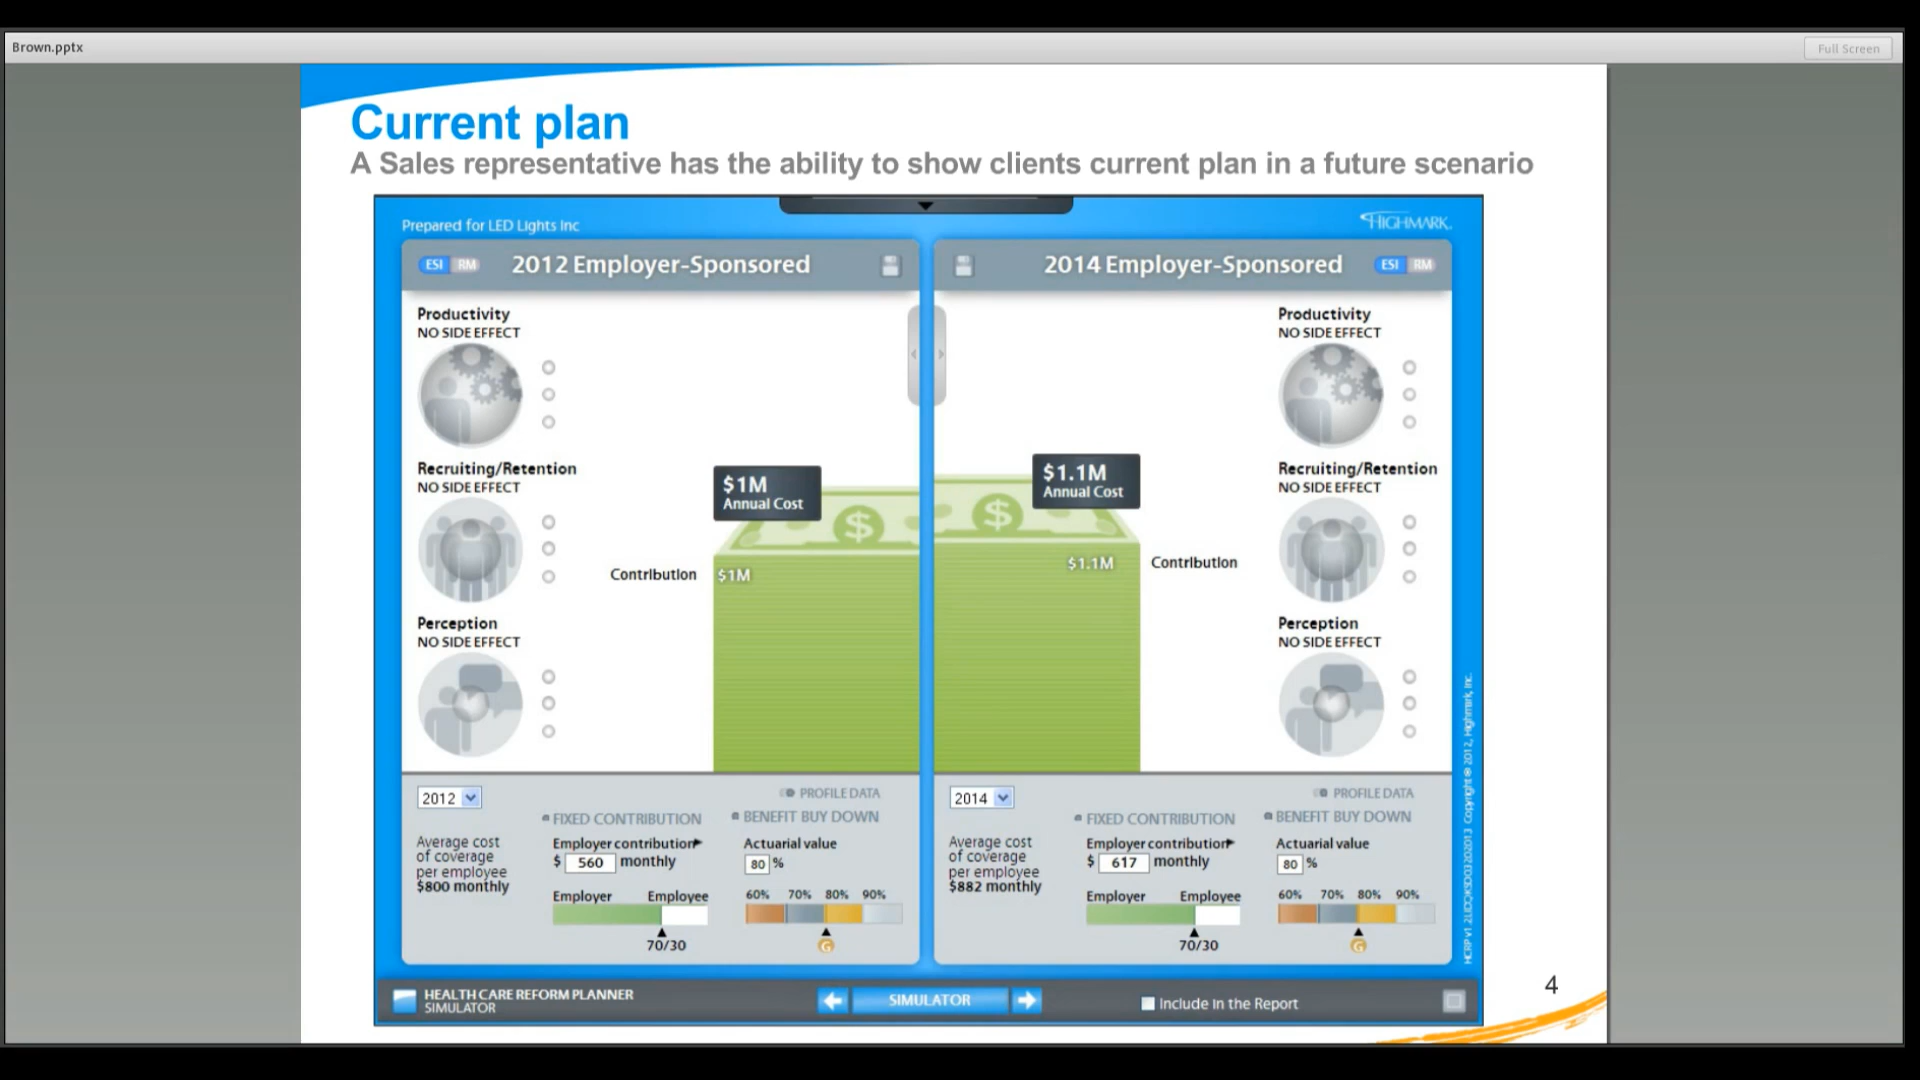 Brown.pptx
Full Screen
Current plan
A Sales representative has the ability to show clients current plan in a future scenario
Prepared for LED Lights Inc
HIGHMARK.
ESI RM
2012 Employer-Sponsored
2014 Employer-Sponsored
ESI RM
Productivity
NO SIDE EFFECT
Recruiting/Retention
NO SIDE EFFECT
Perception
NO SIDE EFFECT
$1M
Annual Cost
Contribution
$1M
$1.1M
Annual Cost
$1.1M
Contribution
Productivity
NO SIDE EFFECT
Recruiting/Retention
NO SIDE EFFECT
Perception
NO SIDE EFFECT
2012
PROFILE DATA
FIXED CONTRIBUTION
BENEFIT BUY DOWN
Average cost
of coverage
per employee
$800 monthly
Employer contribution
$ 560 monthly
Employer Employee
70/30
Actuarial value
80 %
60% 70% 80% 90%
G
2014
PROFILE DATA
FIXED CONTRIBUTION
BENEFIT BUY DOWN
Average cost
of coverage
per employee
$882 monthly
Employer contribution
$ 617 monthly
Employer Employee
70/30
Actuarial value
80 %
60% 70% 80% 90%
G
Copyright © 2012, Highmark, Inc.
HEALTH CARE REFORM PLANNER
SIMULATOR
SIMULATOR
Include in the Report
4